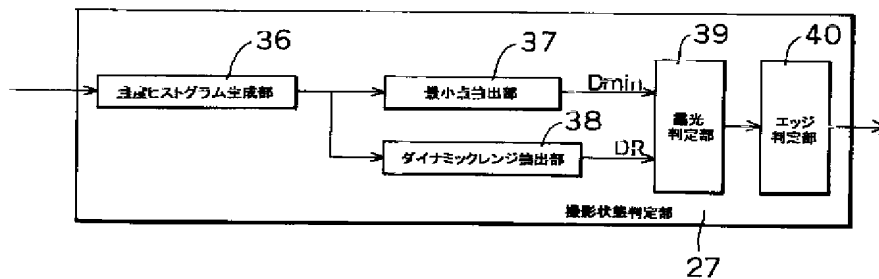 36
37
39
40
濃度ヒストグラム生成部
最小点抽出部
Dmin
露光
判定部
エッジ
判定部
38
ダイナミックレンジ抽出部
DR
撮影状態判定部
27